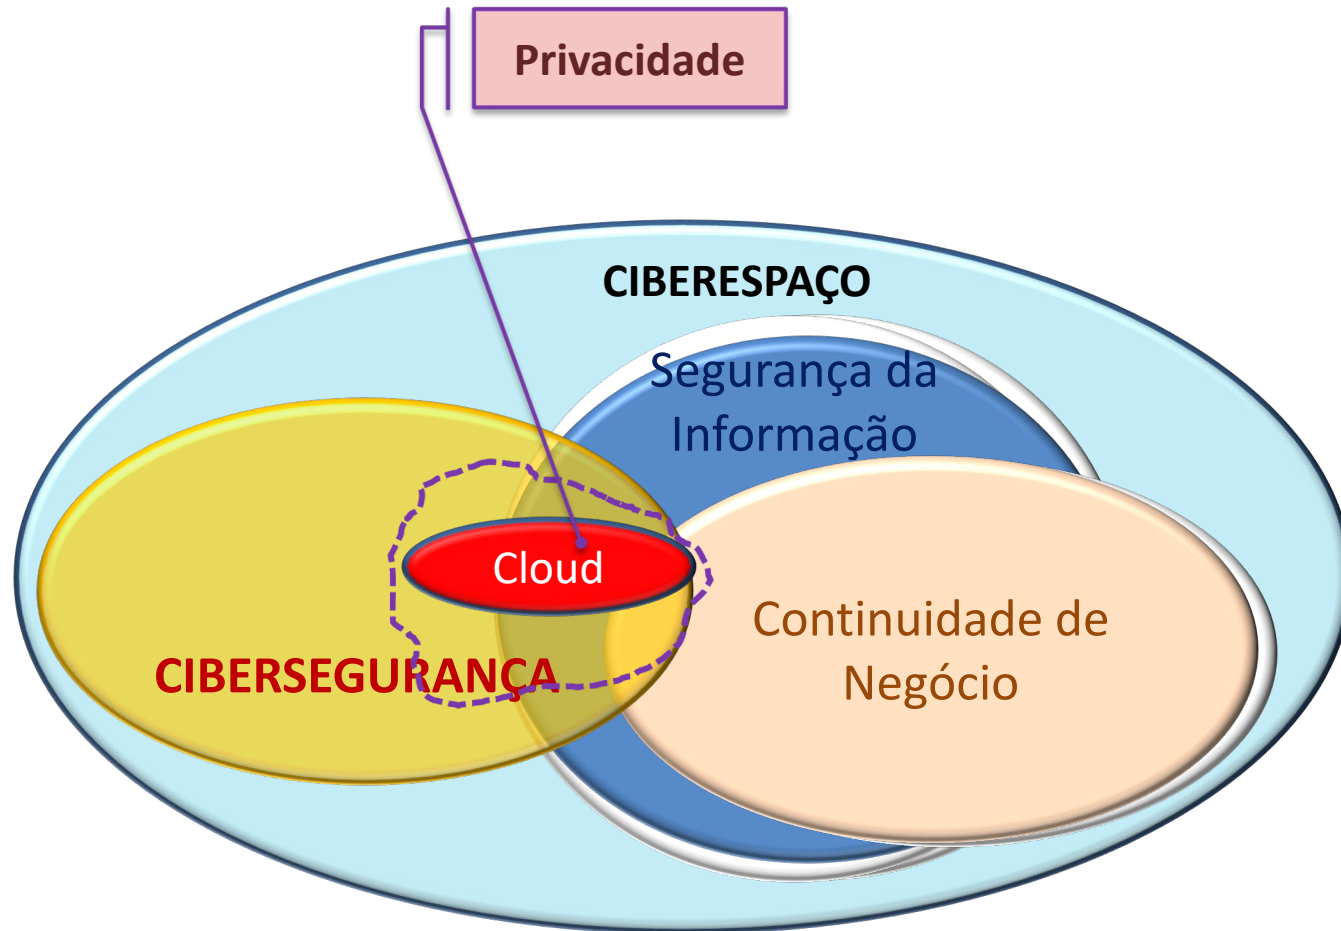 Privacidade
CIBERESPAÇO
Segurança da
Informação
Cloud
Continuidade de
Negócio
CIBERSEGURANÇA